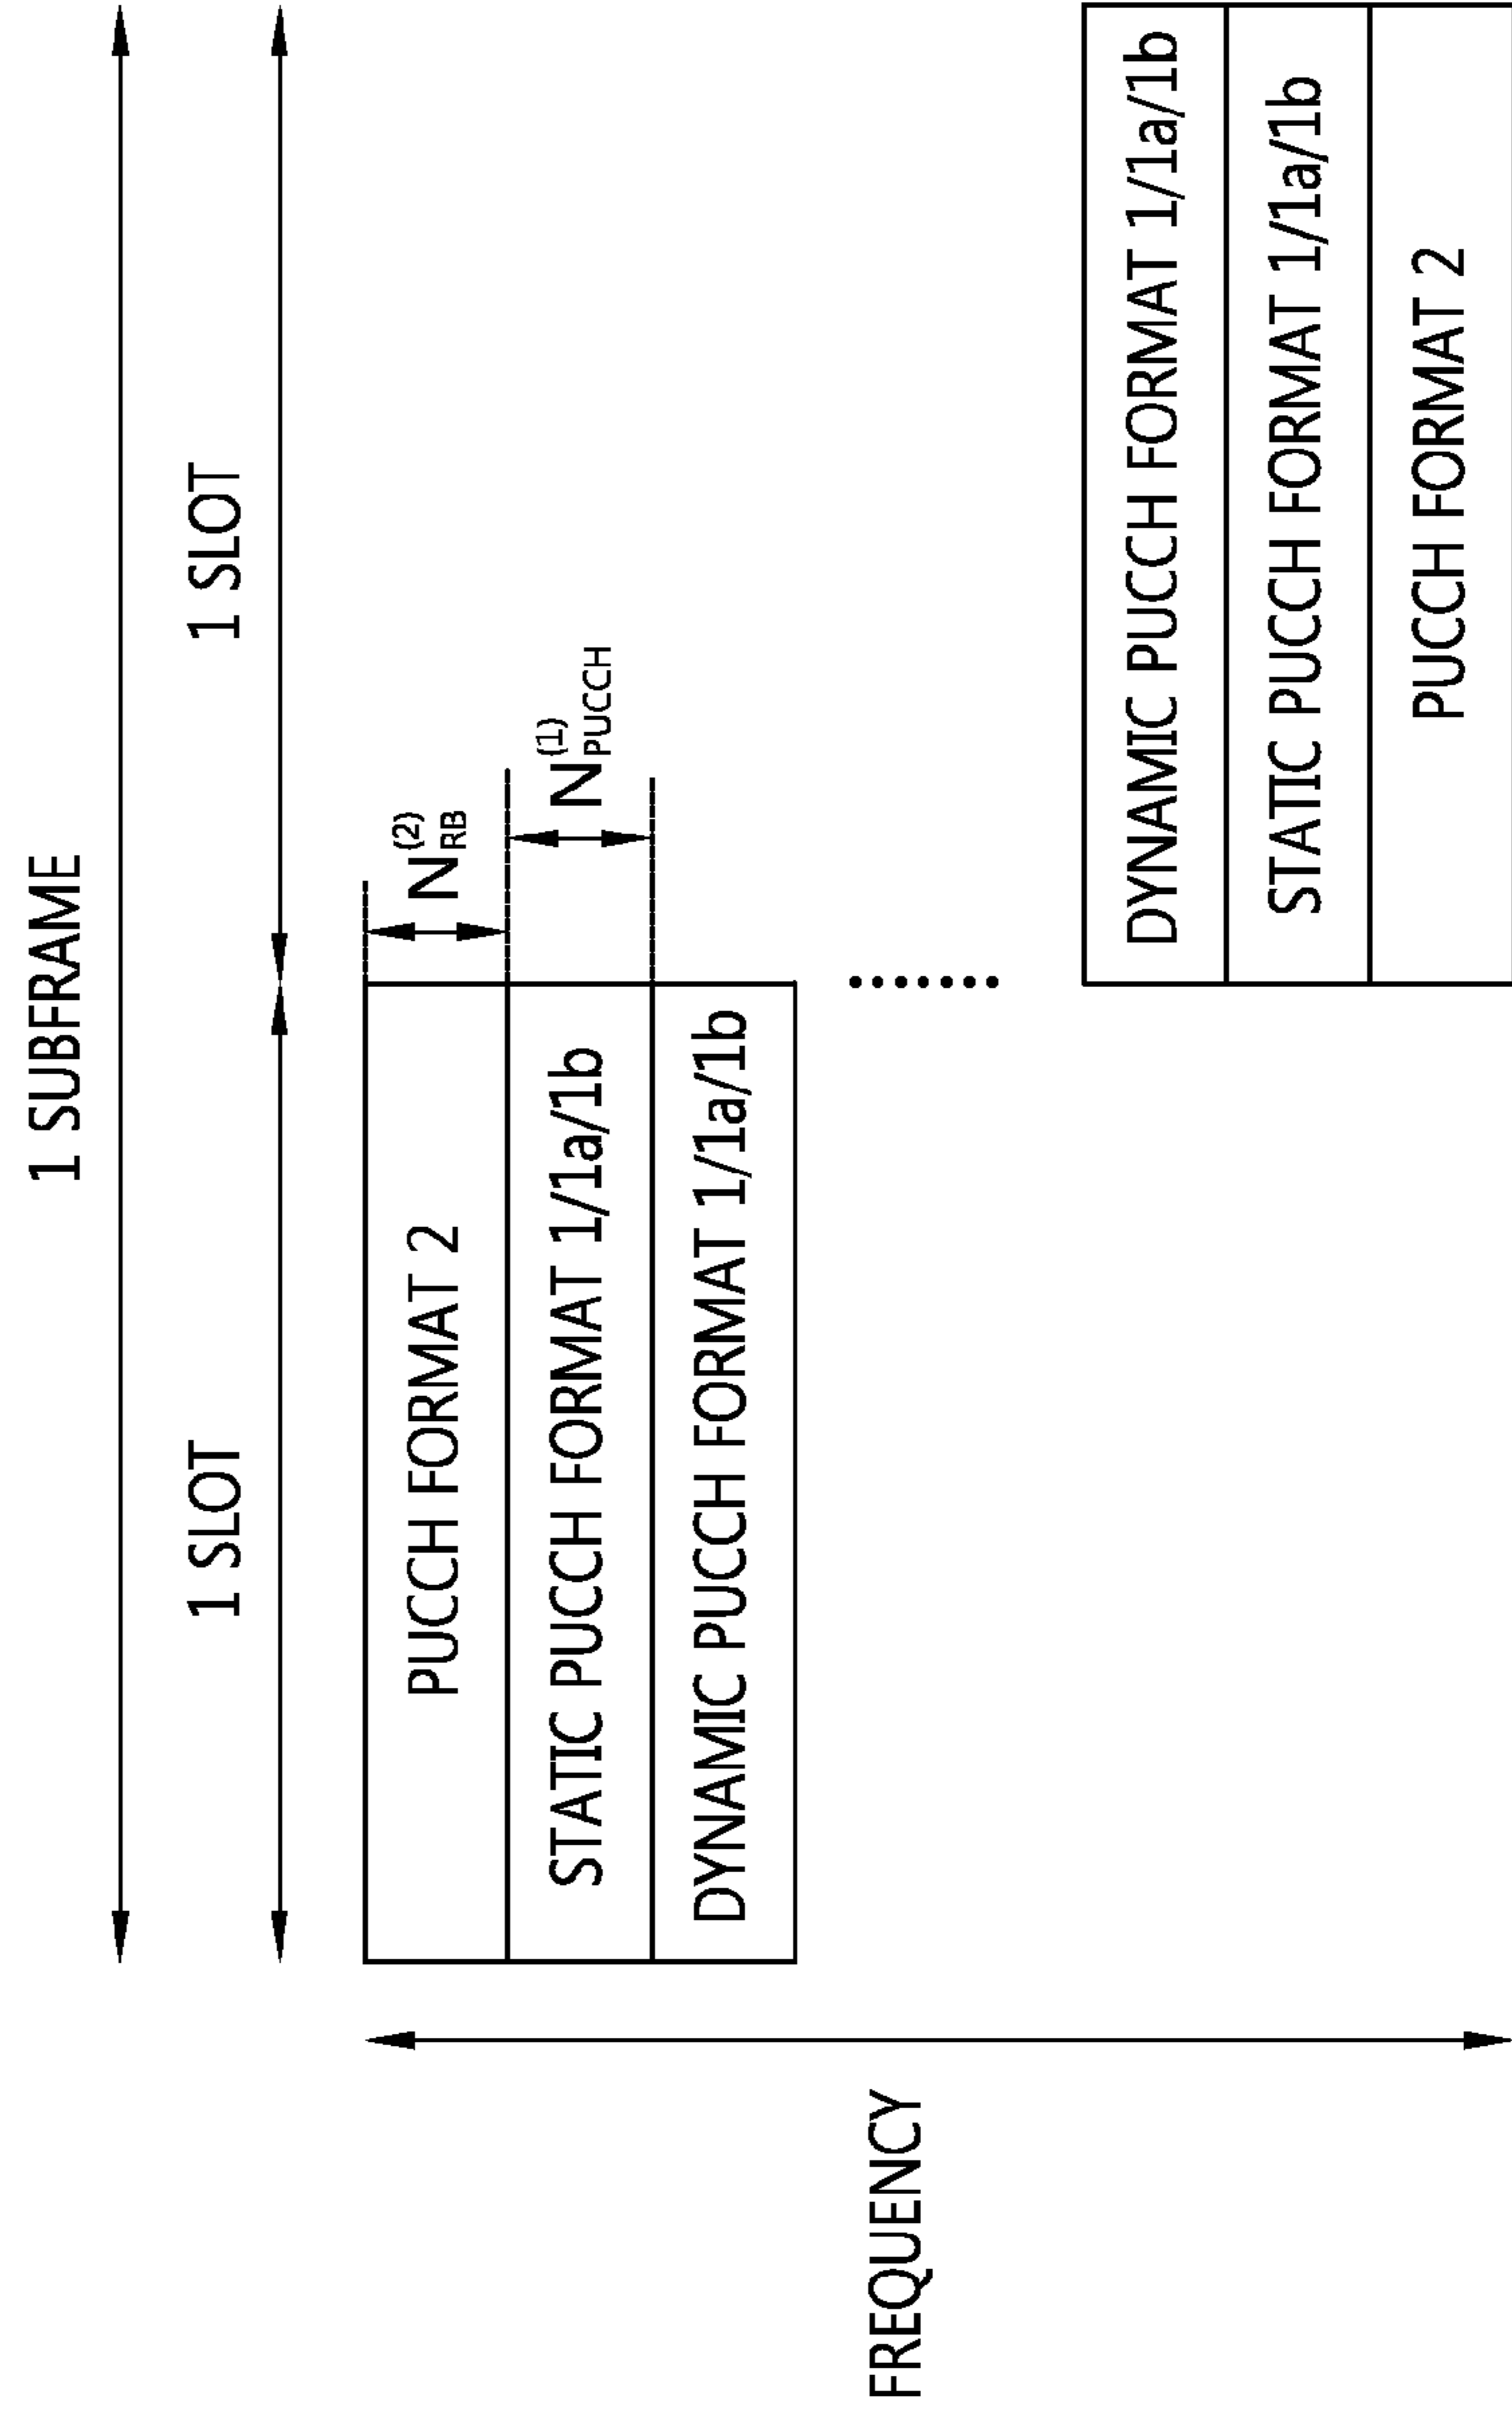 1 SUBFRAME
1 SLOT
1 SLOT
PUCCH FORMAT 2
N(2)RB
STATIC PUCCH FORMAT 1/1a/1b
N(1)PUCCH
DYNAMIC PUCCH FORMAT 1/1a/1b
FREQUENCY
DYNAMIC PUCCH FORMAT 1/1a/1b
STATIC PUCCH FORMAT 1/1a/1b
PUCCH FORMAT 2